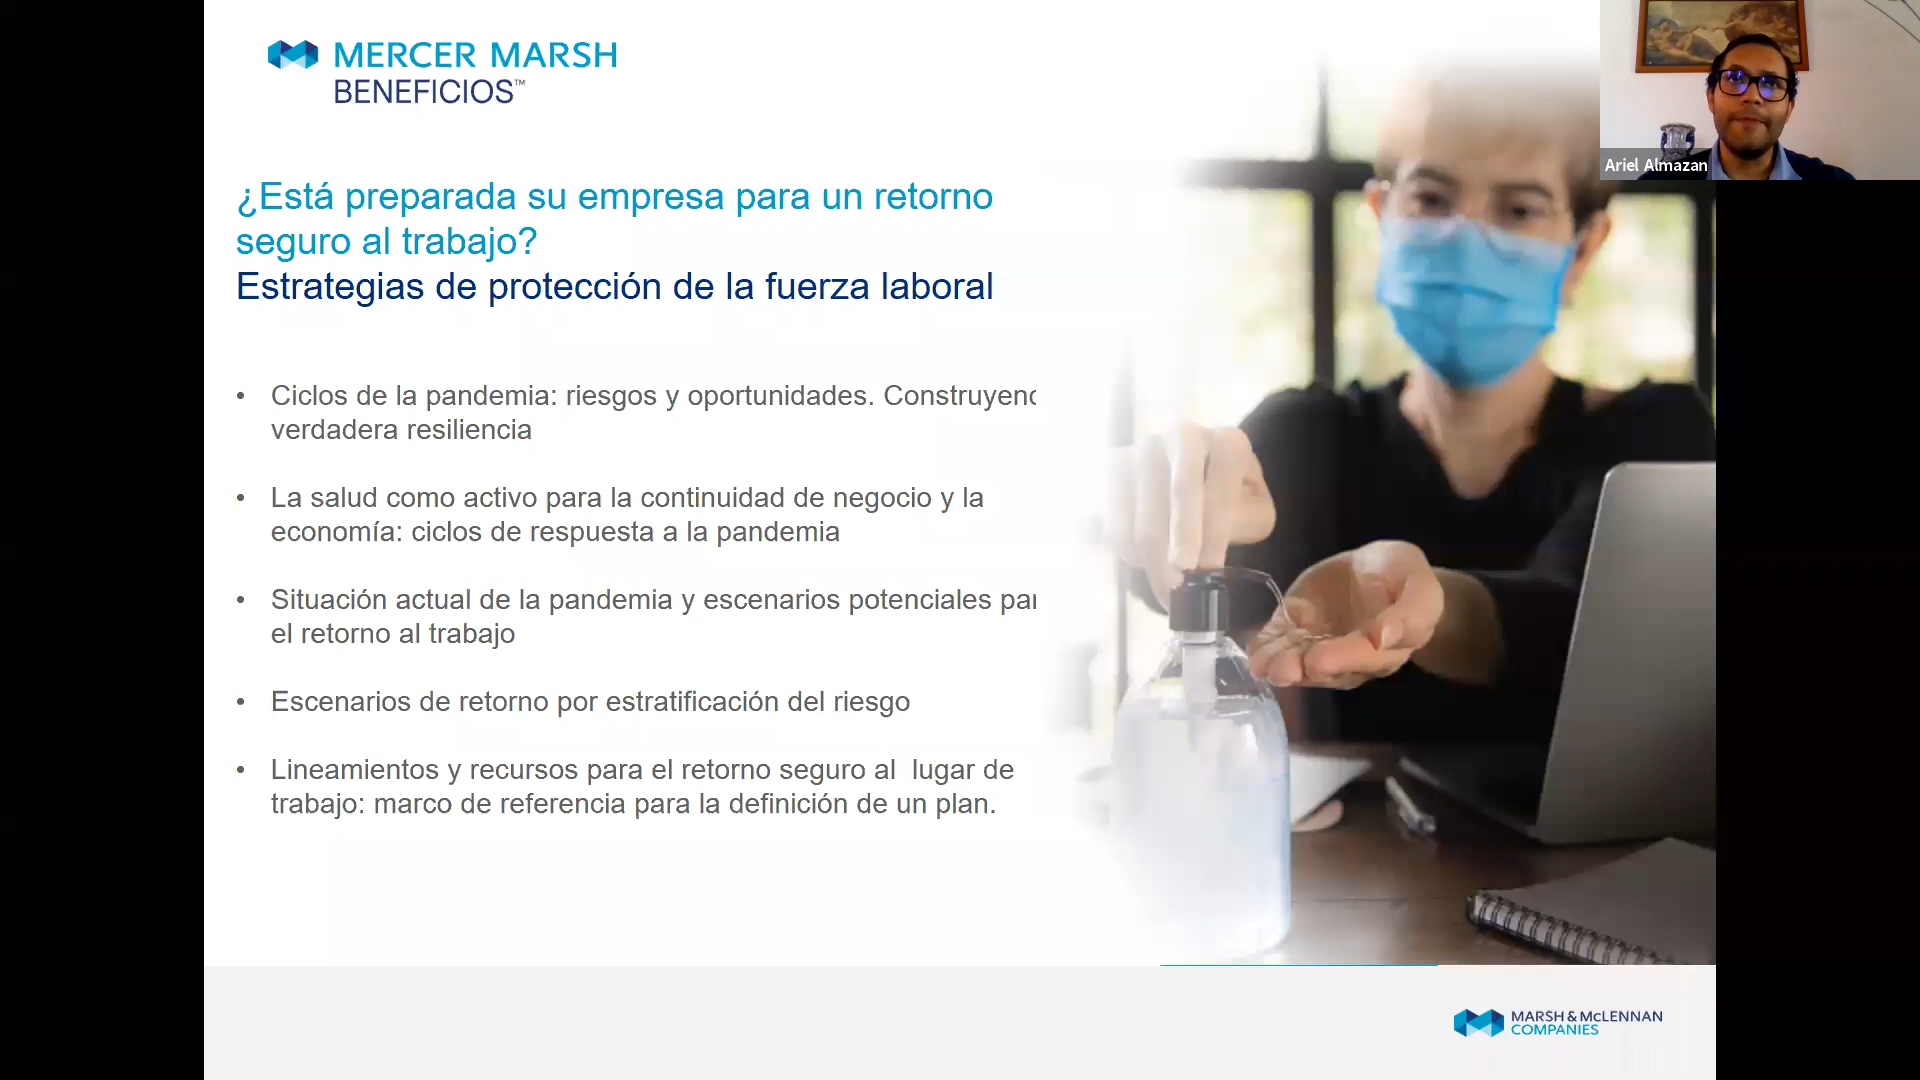 MERCER MARSH
BENEFICIOS™
Ariel Almazan
¿Está preparada su empresa para un retorno
seguro al trabajo?
Estrategias de protección de la fuerza laboral
• Ciclos de la pandemia: riesgos y oportunidades. Construyend
verdadera resiliencia
• La salud como activo para la continuidad de negocio y la
economía: ciclos de respuesta a la pandemia
• Situación actual de la pandemia y escenarios potenciales par
el retorno al trabajo
• Escenarios de retorno por estratificación del riesgo
• Lineamientos y recursos para el retorno seguro al  lugar de
trabajo: marco de referencia para la definición de un plan.
MARSH & McLENNAN
COMPANIES